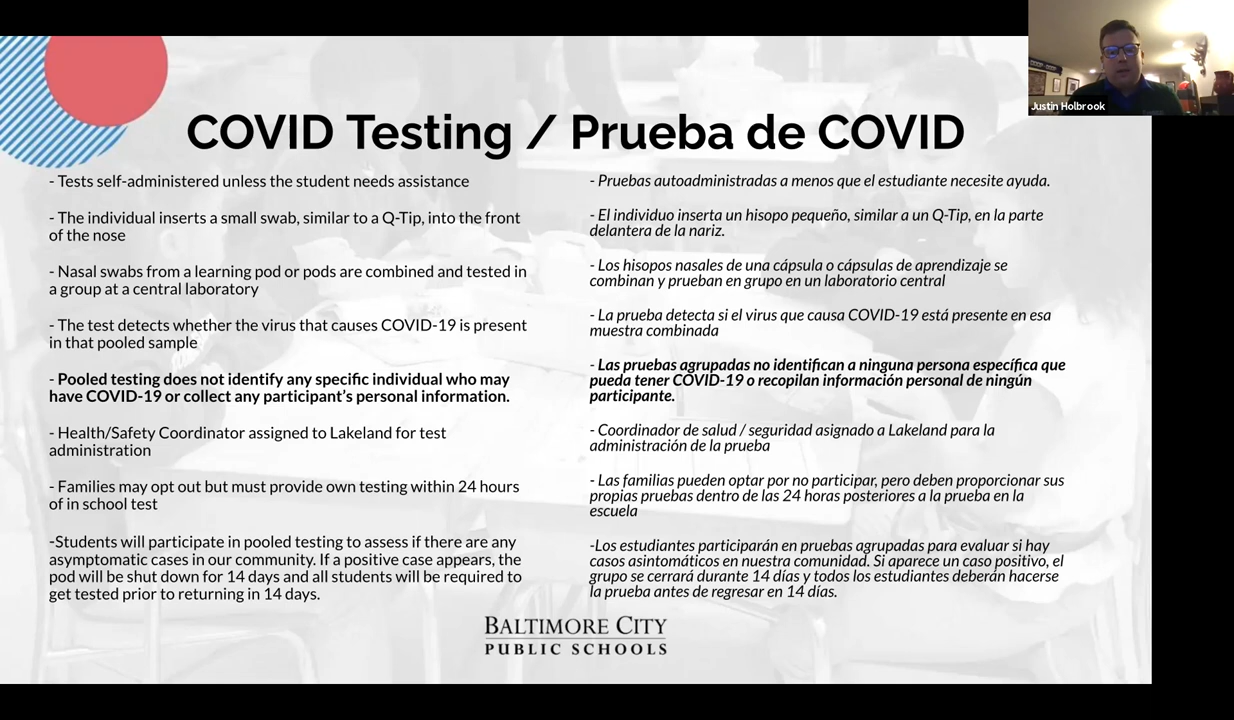 Justin Holbrook
COVID Testing / Prueba de COVID
- Tests self-administered unless the student needs assistance
- The individual inserts a small swab, similar to a Q-Tip, into the front
of the nose
- Nasal swabs from a learning pod or pods are combined and tested in
a group at a central laboratory
- The test detects whether the virus that causes COVID-19 is present
in that pooled sample
- Pooled testing does not identify any specific individual who may
have COVID-19 or collect any participant's personal information.
- Health/Safety Coordinator assigned to Lakeland for test
administration
- Families may opt out but must provide own testing within 24 hours
of in school test
-Students will participate in pooled testing to assess if there are any
asymptomatic cases in our community. If a positive case appears, the
pod will be shut down for 14 days and all students will be required to
get tested prior to returning in 14 days.
- Pruebas autoadministradas a menos que el estudiante necesite ayuda.
- El individuo inserta un hisopo pequeño, similar a un Q-Tip, en la parte
delantera de la nariz.
- Los hisopos nasales de una cápsula o cápsulas de aprendizaje se
combinan y prueban en grupo en un laboratorio central
- La prueba detecta si el virus que causa COVID-19 está presente en esa
muestra combinada
- Las pruebas agrupadas no identifican a ninguna persona específica que
pueda tener COVID-19 o recopilan información personal de ningún
participante.
- Coordinador de salud / seguridad asignado a Lakeland para la
administración de la prueba
- Las familias pueden optar por no participar, pero deben proporcionar sus
propias pruebas dentro de las 24 horas posteriores a la prueba en la
escuela
-Los estudiantes participarán en pruebas agrupadas para evaluar si hay
casos asintomáticos en nuestra comunidad. Si aparece un caso positivo, el
grupo se cerrará durante 14 días y todos los estudiantes deberán hacerse
la prueba antes de regresar en 14 días.
BALTIMORE CITY
PUBLIC SCHOOLS